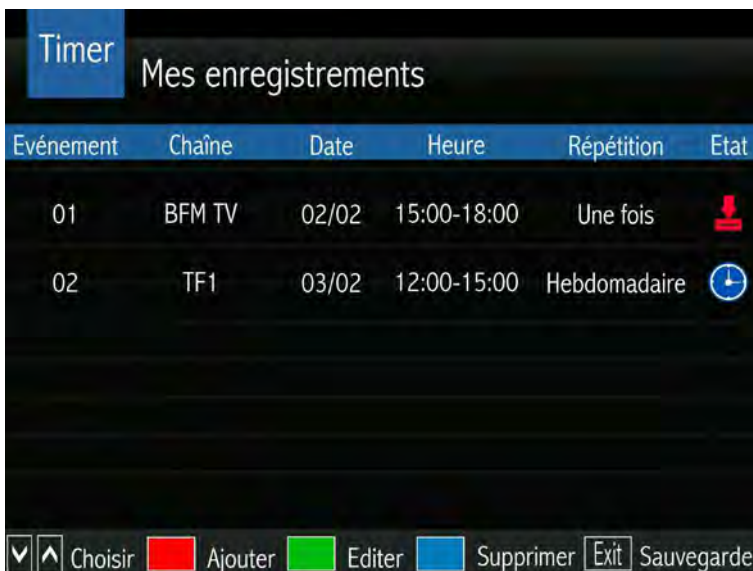 Timer
Mes enregistrements
Evénement Chaîne Date Heure Répétition Etat
01 BFM TV 02/02 15:00-18:00 Une fois
02 TF1 03/02 12:00-15:00 Hebdomadaire
Choisir Ajouter Editer Supprimer Exit Sauvegarde